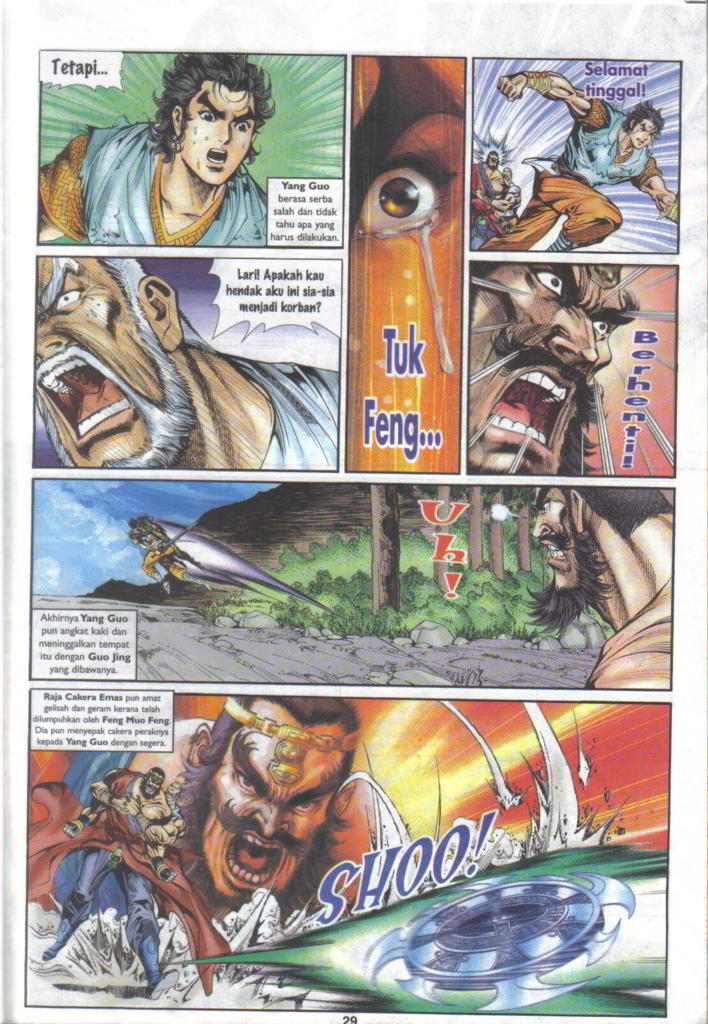 Tetapi...
Yang Guo
berasa serba
salah dan tidak
tahu apa yang
harus dilakukan.
Tuk
Feng...
Selamat
tinggal!
Lari! Apakah kau
hendak aku ini sia-sia
menjadi korban?
Berhenti!!
Uh!
Akhirnya Yang Guo
pun angkat kaki dan
meninggalkan tempat
itu dengan Guo Jing
yang dibawanya.
Raja Cakera Emas pun amat
gelisah dan geram kerana telah
dilumpuhkan oleh Feng Muo Feng.
Dia pun menyepak cakera peraknya
kepada Yang Guo dengan segera.
SHOO!
29